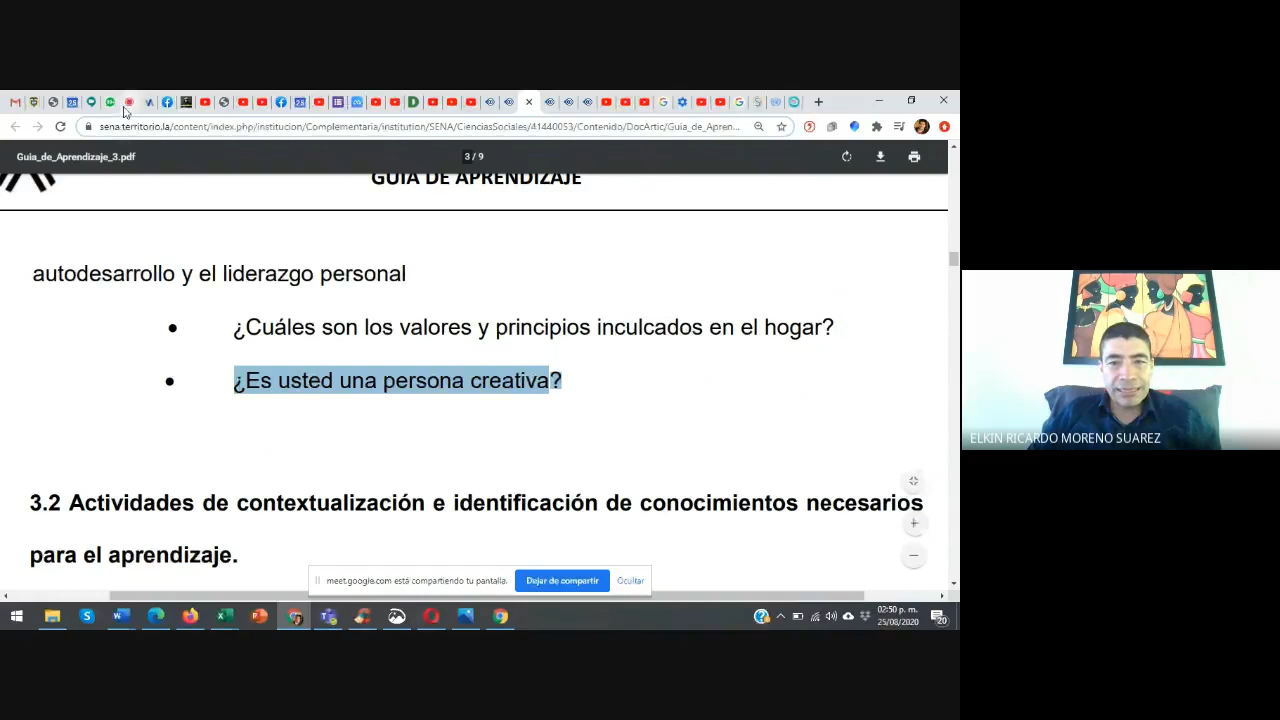 sena.territorio.la/content/index.php/institucion/Complementaria/institution/SENA/CienciasSociales/41440053/Contenido/DocArtic/Guia_de_Apren...
Guia_de_Aprendizaje_3.pdf
3 / 9
GUIA DE APRENDIZAJE
autodesarrollo y el liderazgo personal
• ¿Cuáles son los valores y principios inculcados en el hogar?
• ¿Es usted una persona creativa?
ELKIN RICARDO MORENO SUAREZ
3.2 Actividades de contextualización e identificación de conocimientos necesarios
para el aprendizaje.
meet.google.com está compartiendo tu pantalla.
Dejar de compartir
Ocultar
02:50 p. m.
25/08/2020
20